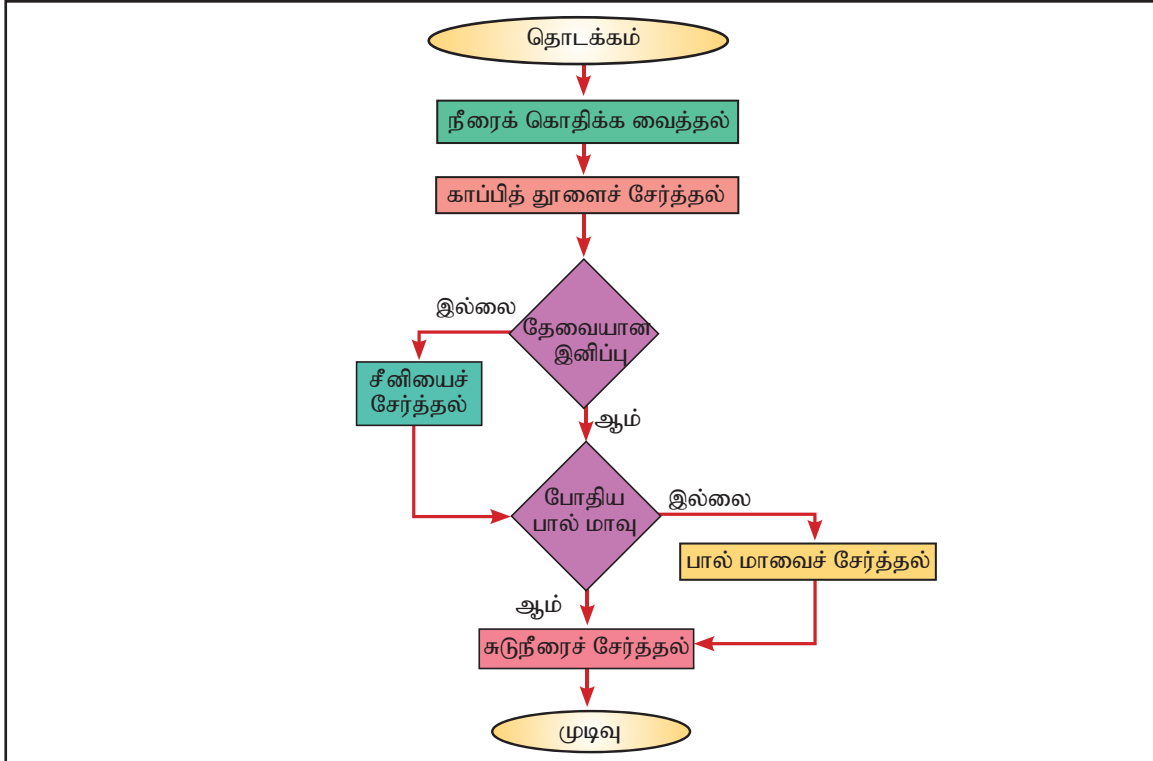 தொடக்கம்
நீரைக் கொதிக்க வைத்தல்
காப்பித் தூளைச் சேர்த்தல்
இல்லை
தேவையான
இனிப்பு
சீனியைச்
சேர்த்தல்
ஆம்
போதிய
பால் மாவு
இல்லை
பால் மாவைச் சேர்த்தல்
ஆம்
சுடுநீரைச் சேர்த்தல்
முடிவு